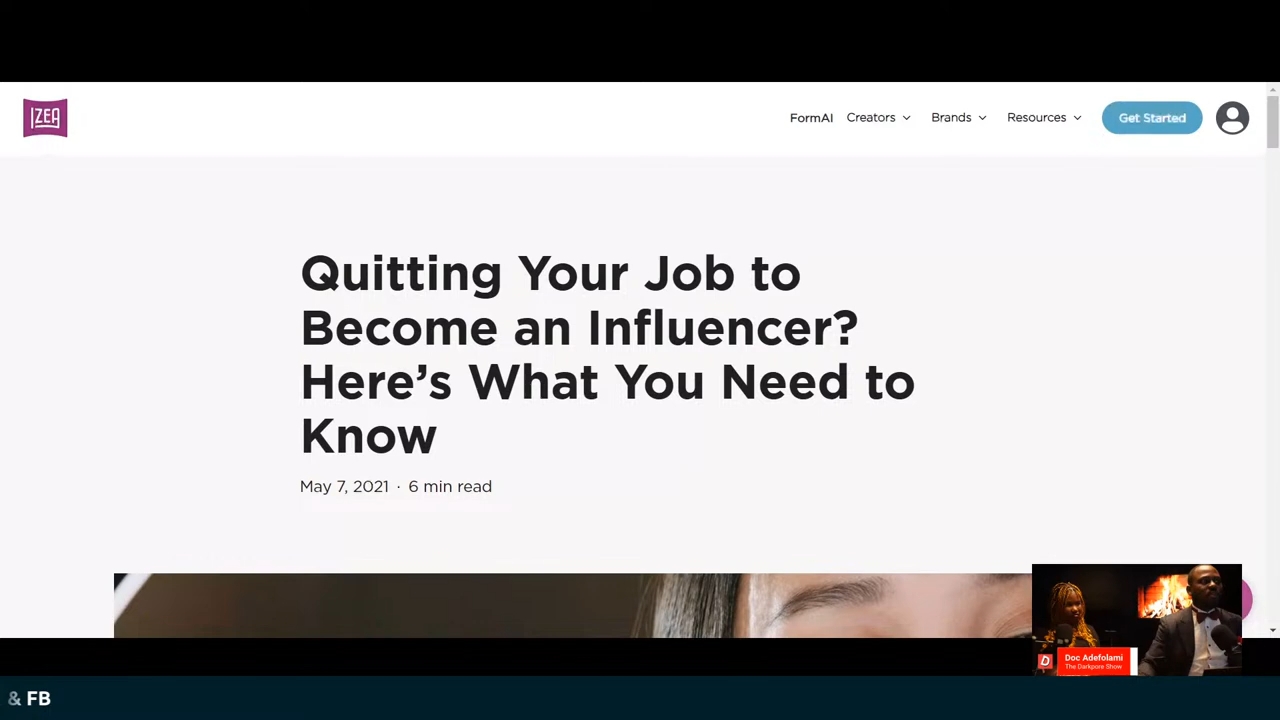 IZEA
FormAI Creators Brands Resources Get Started
Quitting Your Job to
Become an Influencer?
Here’s What You Need to
Know
May 7, 2021 · 6 min read
D Doc Adefolami
The Darkpore Show
& FB